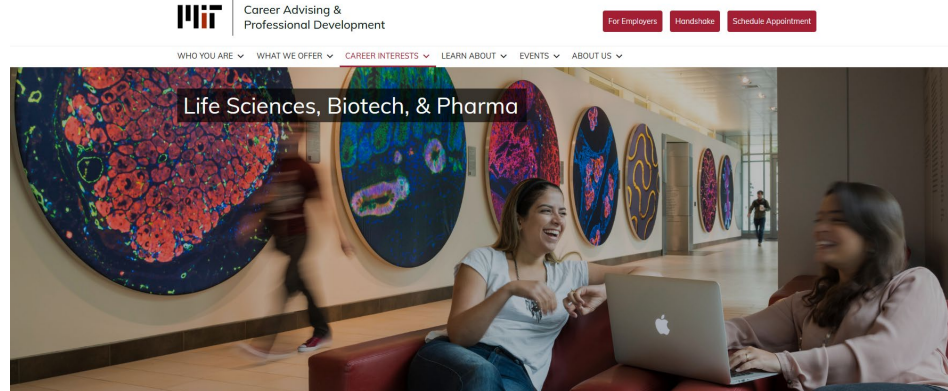 MIT
Career Advising &
Professional Development
For Employers
Handshake
Schedule Appointment
WHO YOU ARE
WHAT WE OFFER
CAREER INTERESTS
LEARN ABOUT
EVENTS
ABOUT US
Life Sciences, Biotech, & Pharma